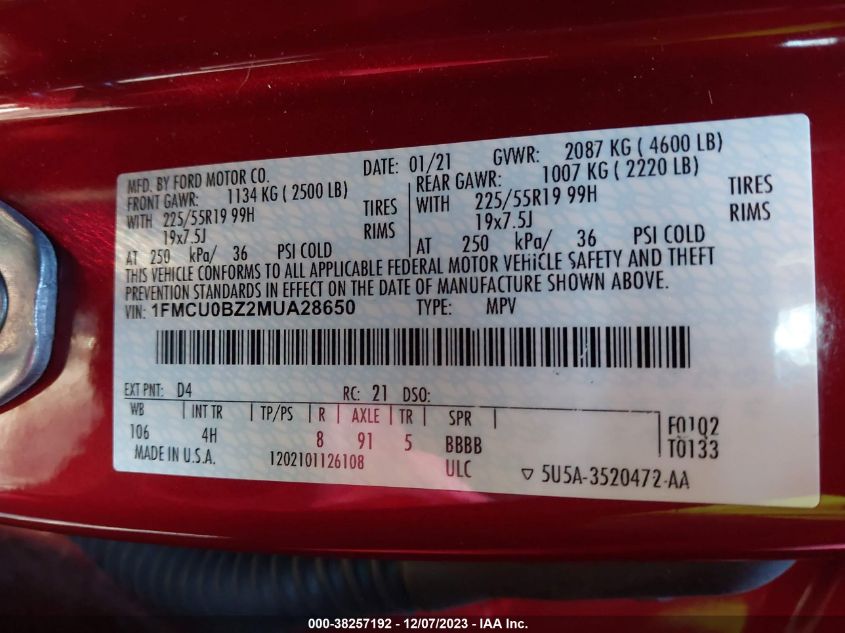 MFD. BY FORD MOTOR CO. DATE: 01/21 GVWR: 2087 KG ( 4600 LB)
FRONT GAWR: 1134 KG ( 2500 LB) REAR GAWR: 1007 KG ( 2220 LB)
WITH 225/55R19 99H TIRES WITH 225/55R19 99H TIRES
19x7.5J RIMS 19x7.5J RIMS
AT 250 kPa/ 36 PSI COLD AT 250 kPa/ 36 PSI COLD
THIS VEHICLE CONFORMS TO ALL APPLICABLE FEDERAL MOTOR VEHICLE SAFETY AND THEFT
PREVENTION STANDARDS IN EFFECT ON THE DATE OF MANUFACTURE SHOWN ABOVE.
VIN: 1FMCU0BZ2MUA28650 TYPE: MPV
EXT PNT: D4 RC: 21 DSO:
WB INT TR TP/PS R AXLE TR SPR F0102
106 4H 8 91 5 BBBB T0133
MADE IN U.S.A. 1202101126108 ULC 5U5A-3520472-AA
000-38257192 - 12/07/2023 - IAA Inc.